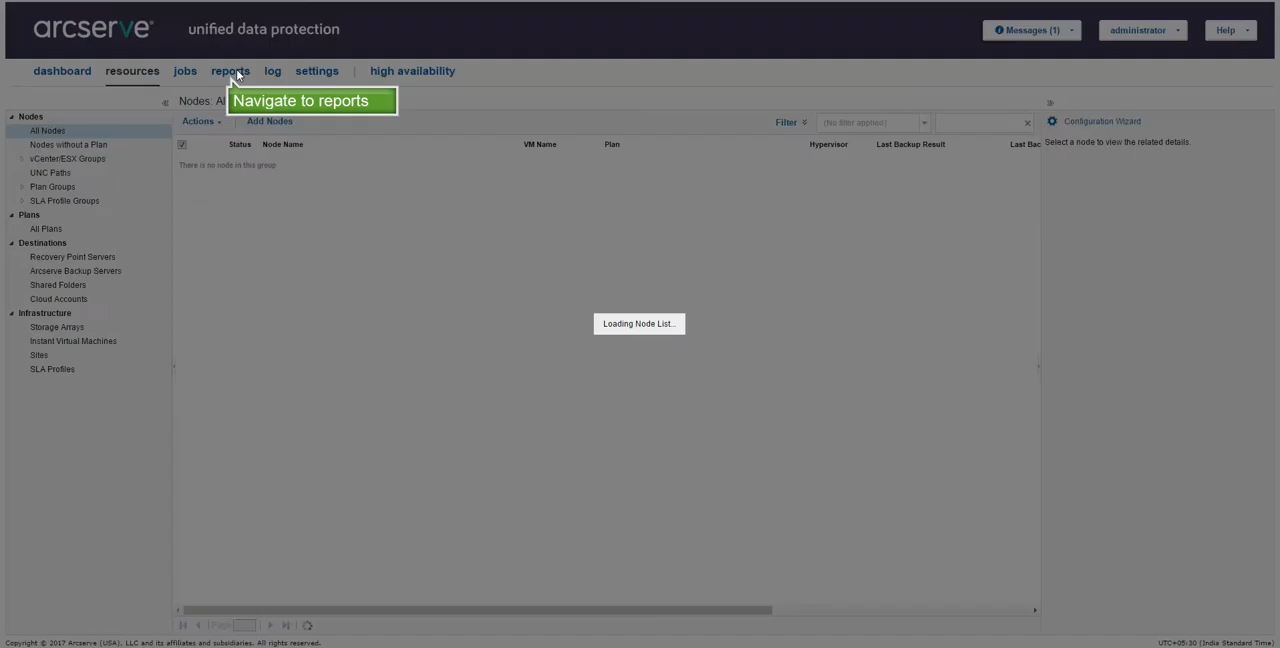 arcserve® unified data protection
Messages (1) administrator Help
dashboard resources jobs reports log settings | high availability
Navigate to reports
Nodes: Al
Actions Add Nodes Filter (No filter applied)
Status Node Name VM Name Plan Hypervisor Last Backup Result Last Bac
There is no node in this group
Nodes
All Nodes
Nodes without a Plan
vCenter/ESX Groups
UNC Paths
Plan Groups
SLA Profile Groups
Plans
All Plans
Destinations
Recovery Point Servers
Arcserve Backup Servers
Shared Folders
Cloud Accounts
Infrastructure
Storage Arrays
Instant Virtual Machines
Sites
SLA Profiles
Configuration Wizard
Select a node to view the related details.
Loading Node List...
Page
Copyright © 2017 Arcserve (USA), LLC and its affiliates and subsidiaries. All rights reserved. UTC+05:30 (India Standard Time)